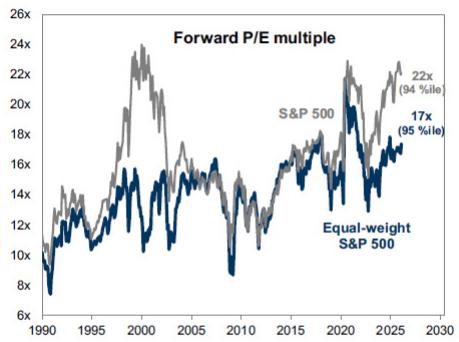 Forward P/E multiple
26x
24x
22x
20x
18x
16x
14x
12x
10x
8x
6x
S&P 500
22x
(94 %ile)
17x
(95 %ile)
Equal-weight
S&P 500
1990 1995 2000 2005 2010 2015 2020 2025 2030